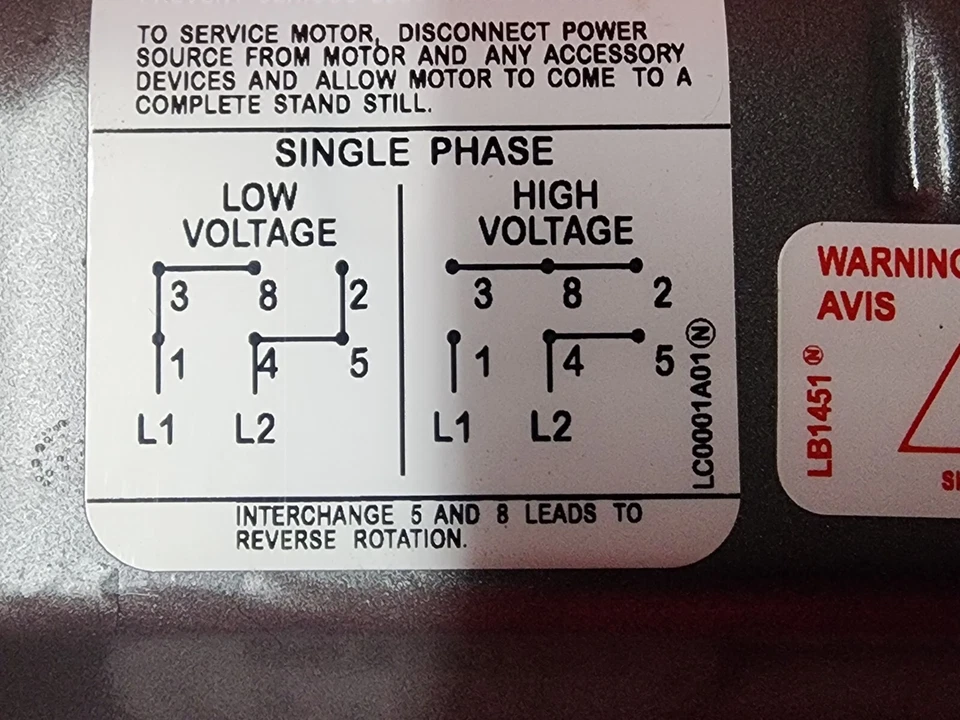 TO SERVICE MOTOR, DISCONNECT POWER
SOURCE FROM MOTOR AND ANY ACCESSORY
DEVICES AND ALLOW MOTOR TO COME TO A
COMPLETE STAND STILL.
SINGLE PHASE
LOW
VOLTAGE
3 8 2
1 4 5
L1 L2
HIGH
VOLTAGE
3 8 2
1 4 5
L1 L2
LC0001A01 N
INTERCHANGE 5 AND 8 LEADS TO
REVERSE ROTATION.
WARNING
AVIS
LB1451 N